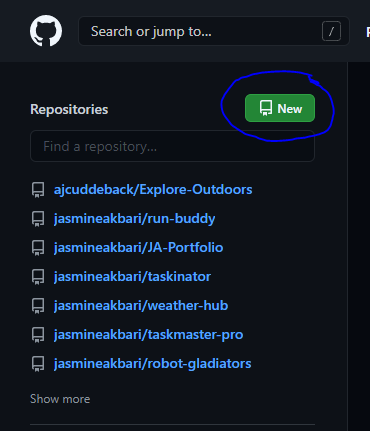 Search or jump to... /
Repositories New
Find a repository...
ajcuddeback/Explore-Outdoors
jasmineakbari/run-buddy
jasmineakbari/JA-Portfolio
jasmineakbari/taskinator
jasmineakbari/weather-hub
jasmineakbari/taskmaster-pro
jasmineakbari/robot-gladiators
Show more